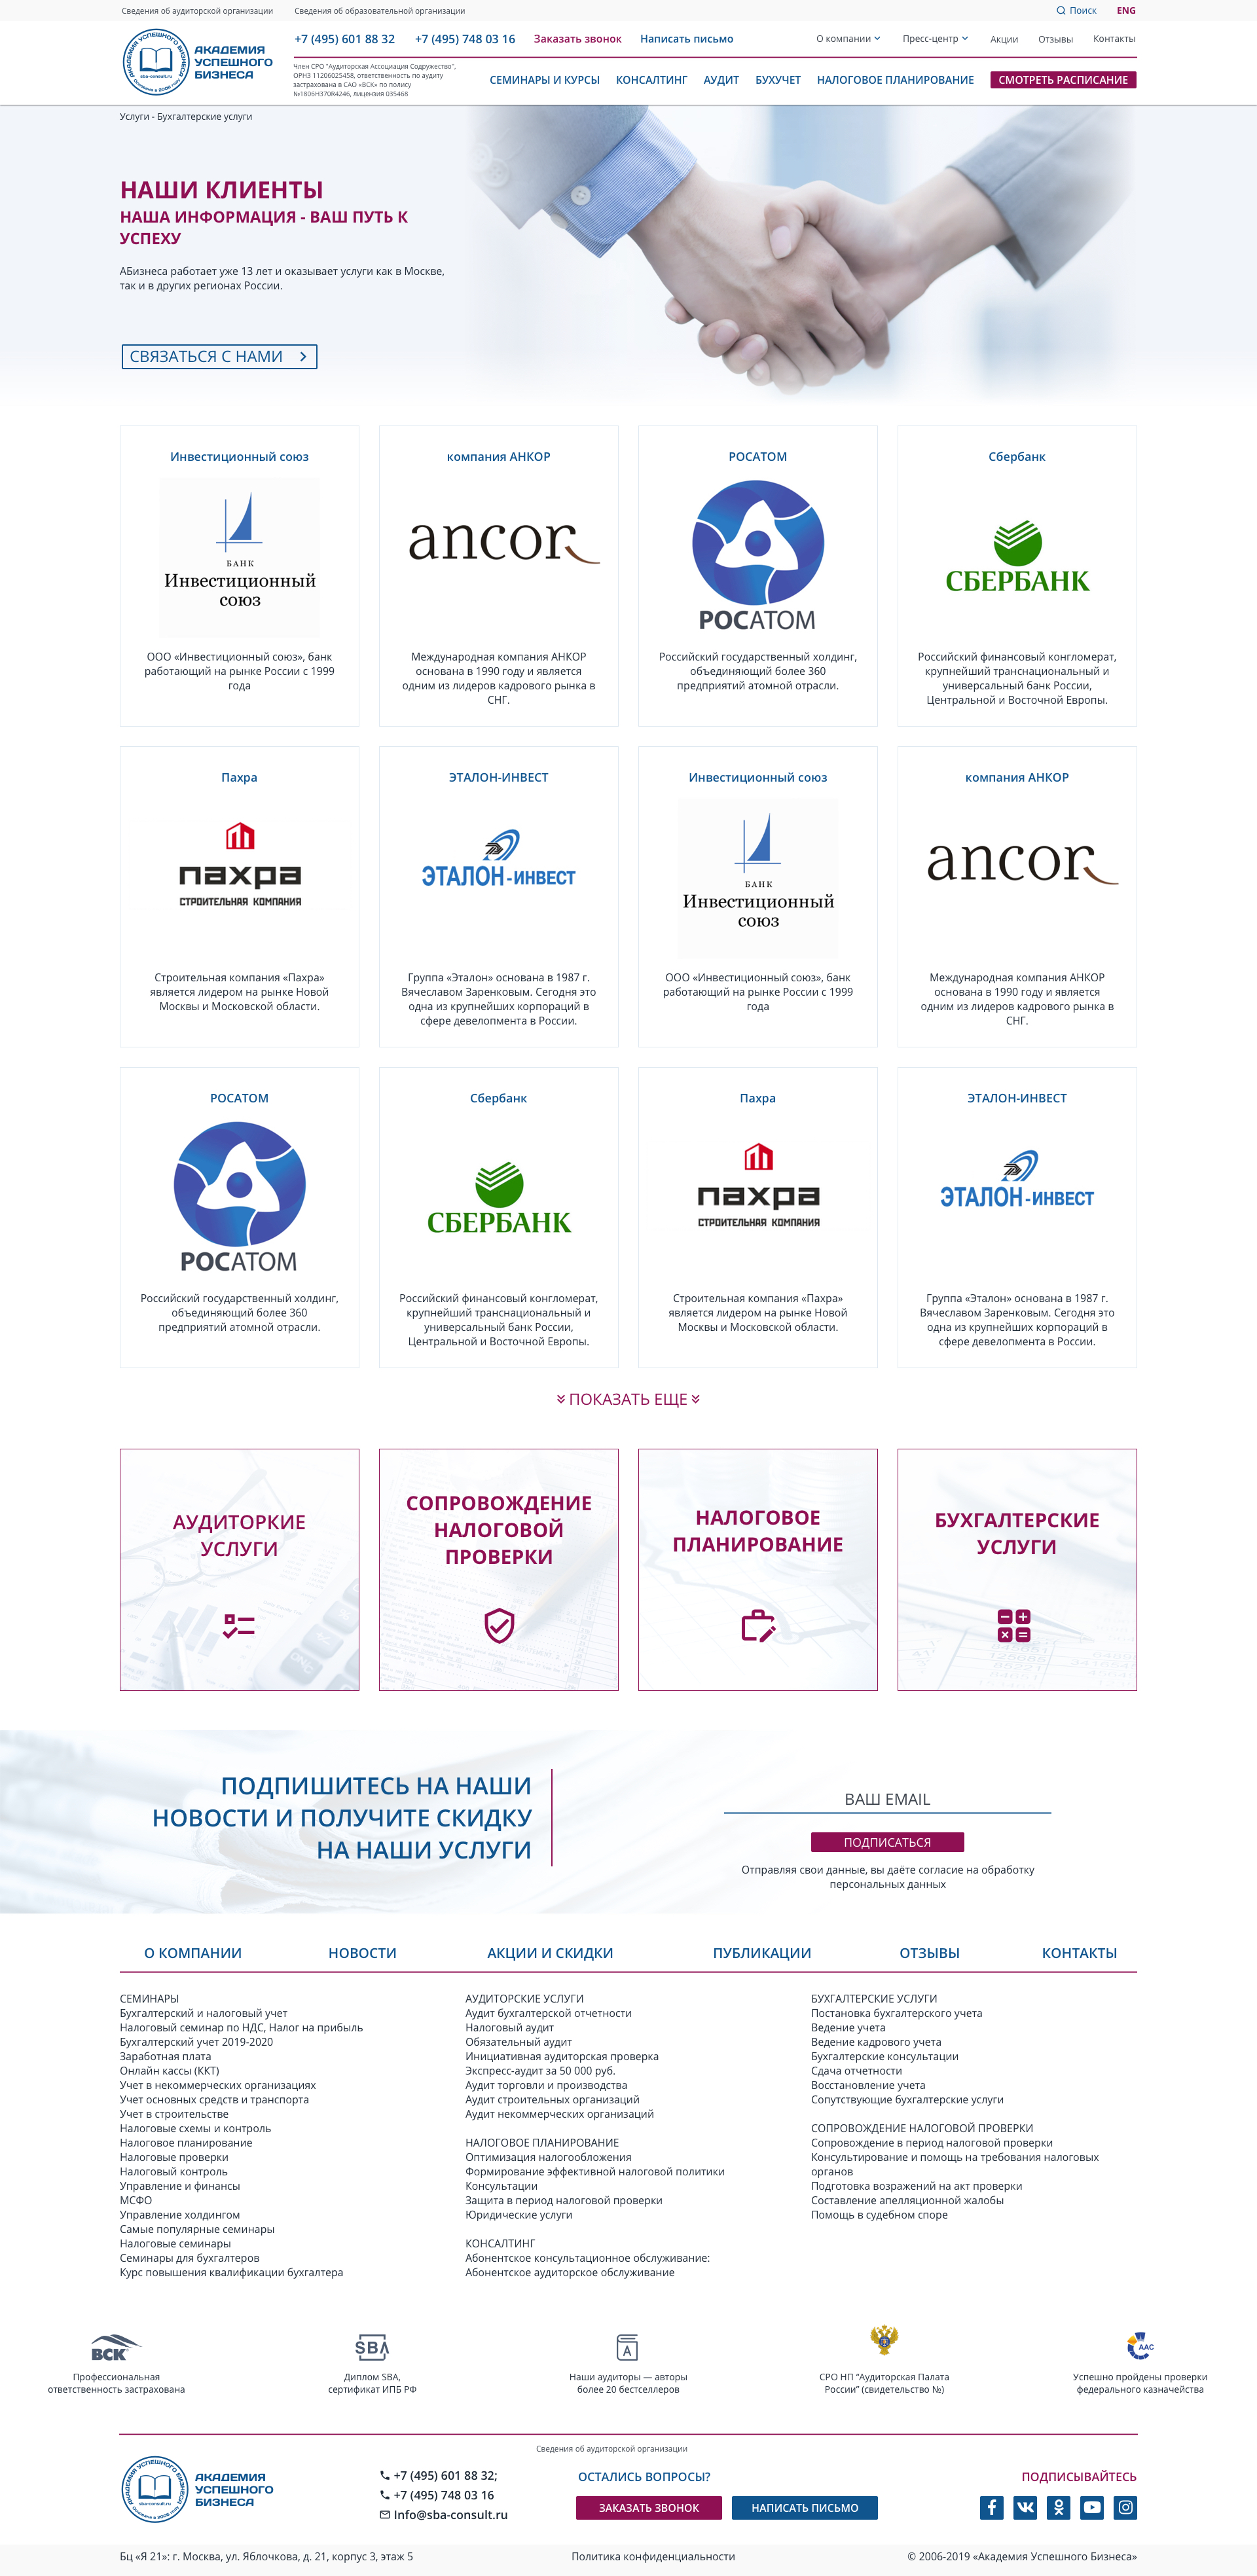 Сведения об аудиторской организации
Сведения об образовательной организации
Поиск
ENG
АКАДЕМИЯ
УСПЕШНОГО
БИЗНЕСА
sba-consult.ru
+7 (495) 601 88 32
+7 (495) 748 03 16
Заказать звонок
Написать письмо
О компании
Пресс-центр
Акции
Отзывы
Контакты
Член СРО "Аудиторская Ассоциация Содружество",
ОРНЗ 11206025458, ответственность по аудиту
застрахована в САО «ВСК» по полису
№1806H370R4246, лицензия 035468
СЕМИНАРЫ И КУРСЫ
КОНСАЛТИНГ
АУДИТ
БУХУЧЕТ
НАЛОГОВОЕ ПЛАНИРОВАНИЕ
СМОТРЕТЬ РАСПИСАНИЕ
Услуги - Бухгалтерские услуги
НАШИ КЛИЕНТЫ
НАША ИНФОРМАЦИЯ - ВАШ ПУТЬ К
УСПЕХУ
АБизнеса работает уже 13 лет и оказывает услуги как в Москве,
так и в других регионах России.
СВЯЗАТЬСЯ С НАМИ
Инвестиционный союз
БАНК
Инвестиционный
союз
ООО «Инвестиционный союз», банк
работающий на рынке России с 1999
года
компания АНКОР
ancor
Международная компания АНКОР
основана в 1990 году и является
одним из лидеров кадрового рынка в
СНГ.
РОСАТОМ
РОСАТОМ
Российский государственный холдинг,
объединяющий более 360
предприятий атомной отрасли.
Сбербанк
СБЕРБАНК
Российский финансовый конгломерат,
крупнейший транснациональный и
универсальный банк России,
Центральной и Восточной Европы.
Пахра
ПАХРА
СТРОИТЕЛЬНАЯ КОМПАНИЯ
Строительная компания «Пахра»
является лидером на рынке Новой
Москвы и Московской области.
ЭТАЛОН-ИНВЕСТ
ЭТАЛОН-ИНВЕСТ
Группа «Эталон» основана в 1987 г.
Вячеславом Заренковым. Сегодня это
одна из крупнейших корпораций в
сфере девелопмента в России.
Инвестиционный союз
БАНК
Инвестиционный
союз
ООО «Инвестиционный союз», банк
работающий на рынке России с 1999
года
компания АНКОР
ancor
Международная компания АНКОР
основана в 1990 году и является
одним из лидеров кадрового рынка в
СНГ.
РОСАТОМ
РОСАТОМ
Российский государственный холдинг,
объединяющий более 360
предприятий атомной отрасли.
Сбербанк
СБЕРБАНК
Российский финансовый конгломерат,
крупнейший транснациональный и
универсальный банк России,
Центральной и Восточной Европы.
Пахра
ПАХРА
СТРОИТЕЛЬНАЯ КОМПАНИЯ
Строительная компания «Пахра»
является лидером на рынке Новой
Москвы и Московской области.
ЭТАЛОН-ИНВЕСТ
ЭТАЛОН-ИНВЕСТ
Группа «Эталон» основана в 1987 г.
Вячеславом Заренковым. Сегодня это
одна из крупнейших корпораций в
сфере девелопмента в России.
ПОКАЗАТЬ ЕЩЕ
АУДИТОРКИЕ
УСЛУГИ
СОПРОВОЖДЕНИЕ
НАЛОГОВОЙ
ПРОВЕРКИ
НАЛОГОВОЕ
ПЛАНИРОВАНИЕ
БУХГАЛТЕРСКИЕ
УСЛУГИ
ПОДПИШИТЕСЬ НА НАШИ
НОВОСТИ И ПОЛУЧИТЕ СКИДКУ
НА НАШИ УСЛУГИ
ВАШ EMAIL
ПОДПИСАТЬСЯ
Отправляя свои данные, вы даёте согласие на обработку
персональных данных
О КОМПАНИИ
НОВОСТИ
АКЦИИ И СКИДКИ
ПУБЛИКАЦИИ
ОТЗЫВЫ
КОНТАКТЫ
СЕМИНАРЫ
Бухгалтерский и налоговый учет
Налоговый семинар по НДС, Налог на прибыль
Бухгалтерский учет 2019-2020
Заработная плата
Онлайн кассы (ККТ)
Учет в некоммерческих организациях
Учет основных средств и транспорта
Учет в строительстве
Налоговые схемы и контроль
Налоговое планирование
Налоговые проверки
Налоговый контроль
Управление и финансы
МСФО
Управление холдингом
Самые популярные семинары
Налоговые семинары
Семинары для бухгалтеров
Курс повышения квалификации бухгалтера
АУДИТОРСКИЕ УСЛУГИ
Аудит бухгалтерской отчетности
Налоговый аудит
Обязательный аудит
Инициативная аудиторская проверка
Экспресс-аудит за 50 000 руб.
Аудит торговли и производства
Аудит строительных организаций
Аудит некоммерческих организаций
НАЛОГОВОЕ ПЛАНИРОВАНИЕ
Оптимизация налогообложения
Формирование эффективной налоговой политики
Консультации
Защита в период налоговой проверки
Юридические услуги
КОНСАЛТИНГ
Абонентское консультационное обслуживание:
Абонентское аудиторское обслуживание
БУХГАЛТЕРСКИЕ УСЛУГИ
Постановка бухгалтерского учета
Ведение учета
Ведение кадрового учета
Бухгалтерские консультации
Сдача отчетности
Восстановление учета
Сопутствующие бухгалтерские услуги
СОПРОВОЖДЕНИЕ НАЛОГОВОЙ ПРОВЕРКИ
Сопровождение в период налоговой проверки
Консультирование и помощь на требования налоговых
органов
Подготовка возражений на акт проверки
Составление апелляционной жалобы
Помощь в судебном споре
ВСК
Профессиональная
ответственность застрахована
SBA
Диплом SBA,
сертификат ИПБ РФ
A
Наши аудиторы — авторы
более 20 бестселлеров
СРО НП "Аудиторская Палата
России" (свидетельство №)
ААС
Успешно пройдены проверки
федерального казначейства
Сведения об аудиторской организации
АКАДЕМИЯ
УСПЕШНОГО
БИЗНЕСА
sba-consult.ru
+7 (495) 601 88 32;
+7 (495) 748 03 16
Info@sba-consult.ru
ОСТАЛИСЬ ВОПРОСЫ?
ЗАКАЗАТЬ ЗВОНОК
НАПИСАТЬ ПИСЬМО
ПОДПИСЫВАЙТЕСЬ
Бц «Я 21»: г. Москва, ул. Яблочкова, д. 21, корпус 3, этаж 5
Политика конфиденциальности
© 2006-2019 «Академия Успешного Бизнеса»